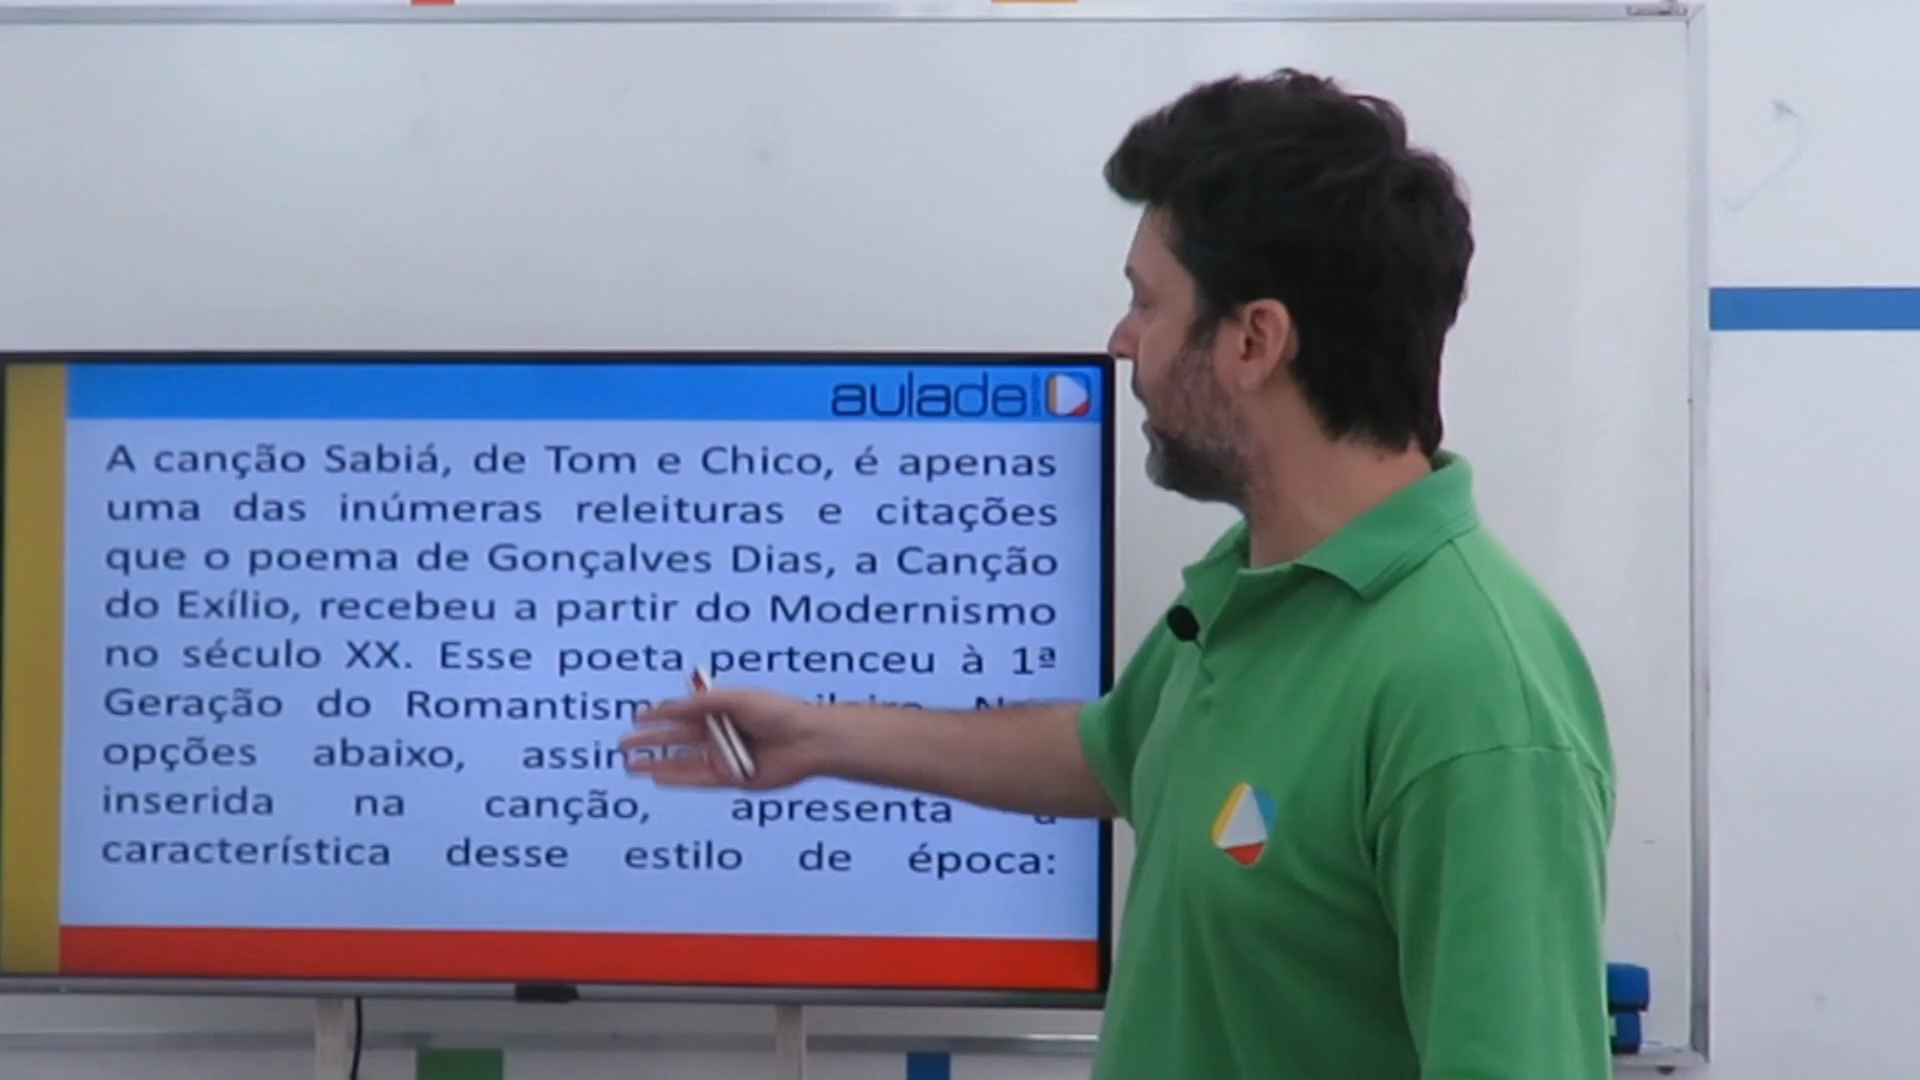 aulade
A canção Sabiá, de Tom e Chico, é apenas
uma das inúmeras releituras e citações
que o poema de Gonçalves Dias, a Canção
do Exílio, recebeu a partir do Modernismo
no século XX. Esse poeta pertenceu à 1ª
Geração do
opções abaixo,
inserida na canção, apresenta
característica desse estilo de época: